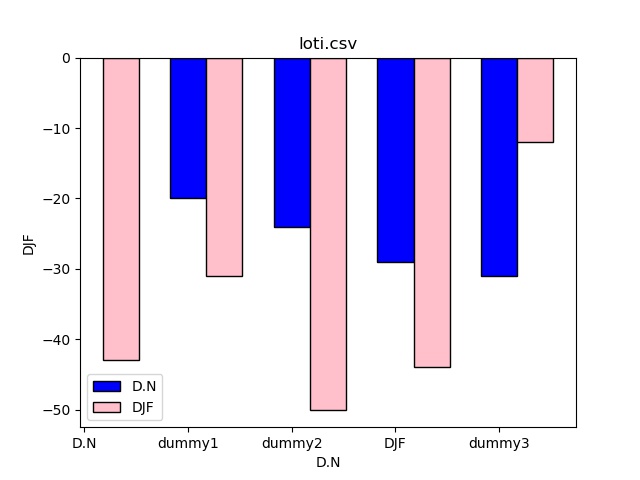 loti.csv
0
−10
−20
−30
−40
−50
DJF
D.N
DJF
D.N
dummy1
dummy2
DJF
dummy3
D.N